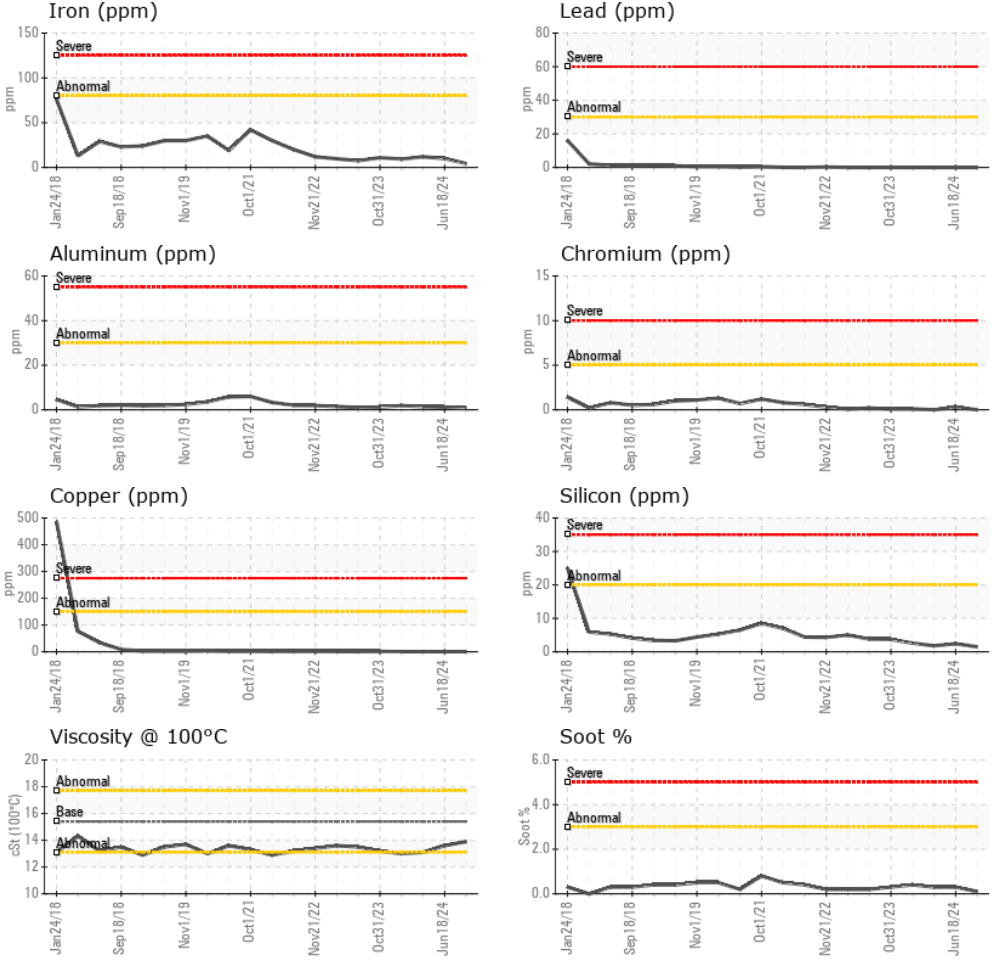 Iron (ppm)
150
100
50
0
ppm
Severe
Abnormal
Jan24/18
Sep18/18
Nov1/19
Oct1/21
Nov21/22
Oct31/23
Jun18/24
Lead (ppm)
80
60
40
20
0
ppm
Severe
Abnormal
Jan24/18
Sep18/18
Nov1/19
Oct1/21
Nov21/22
Oct31/23
Jun18/24
Aluminum (ppm)
60
40
20
0
ppm
Severe
Abnormal
Jan24/18
Sep18/18
Nov1/19
Oct1/21
Nov21/22
Oct31/23
Jun18/24
Chromium (ppm)
15
10
5
0
ppm
Severe
Abnormal
Jan24/18
Sep18/18
Nov1/19
Oct1/21
Nov21/22
Oct31/23
Jun18/24
Copper (ppm)
500
400
300
200
100
0
ppm
Severe
Abnormal
Jan24/18
Sep18/18
Nov1/19
Oct1/21
Nov21/22
Oct31/23
Jun18/24
Silicon (ppm)
40
30
20
10
0
ppm
Severe
Abnormal
Jan24/18
Sep18/18
Nov1/19
Oct1/21
Nov21/22
Oct31/23
Jun18/24
Viscosity @ 100°C
20
18
16
14
12
10
cSt (100°C)
Abnormal
Base
Abnormal
Jan24/18
Sep18/18
Nov1/19
Oct1/21
Nov21/22
Oct31/23
Jun18/24
Soot %
6.0
4.0
2.0
0.0
Soot %
Severe
Abnormal
Jan24/18
Sep18/18
Nov1/19
Oct1/21
Nov21/22
Oct31/23
Jun18/24